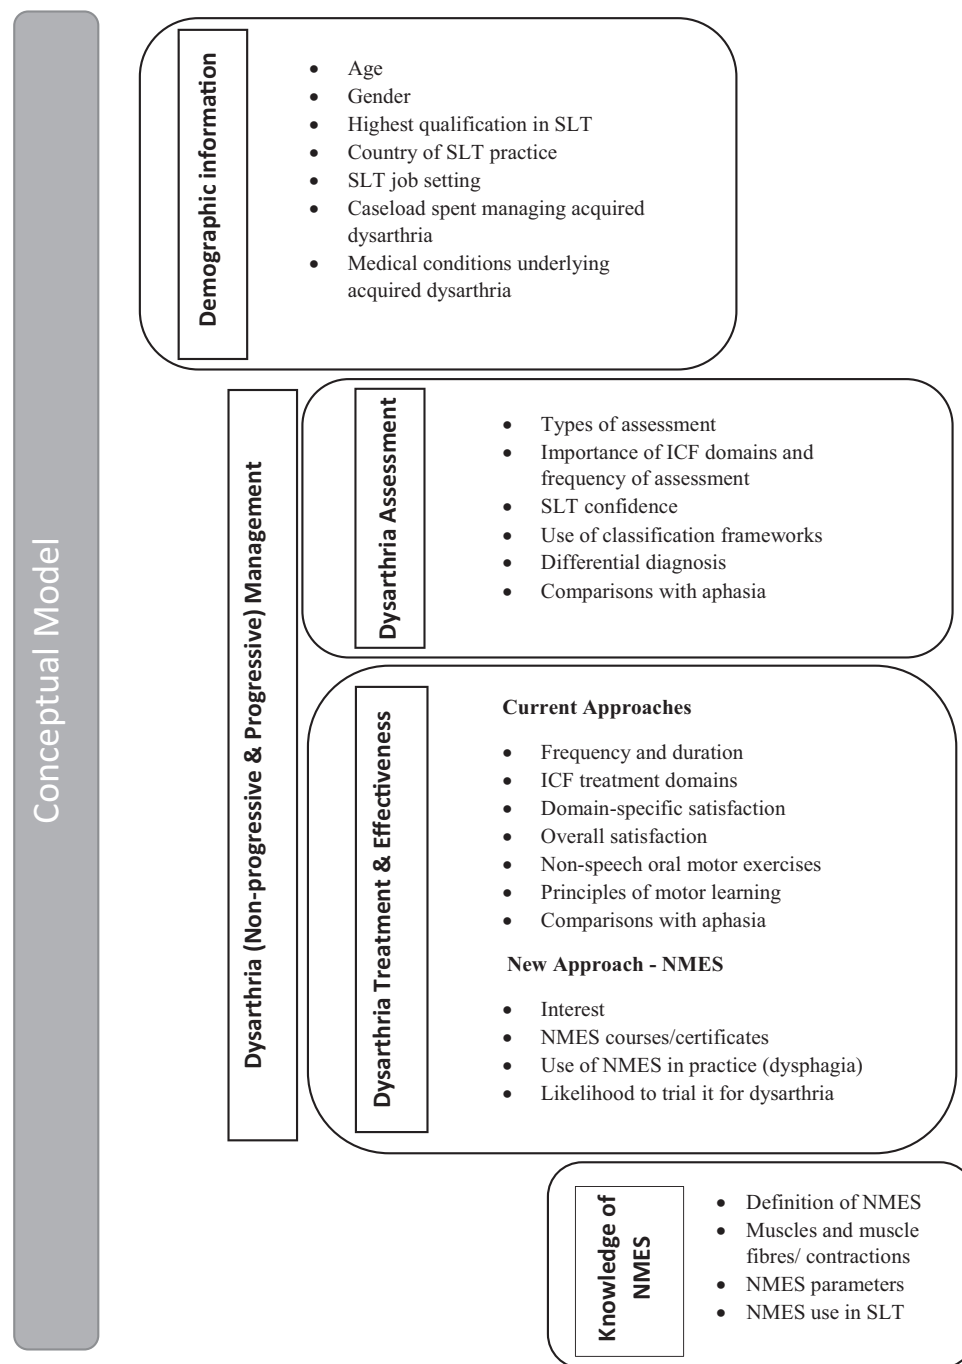 Conceptual Model
Demographic information
• Age
• Gender
• Highest qualification in SLT
• Country of SLT practice
• SLT job setting
• Caseload spent managing acquired
dysarthria
• Medical conditions underlying
acquired dysarthria
Dysarthria (Non-progressive & Progressive) Management
Dysarthria Assessment
• Types of assessment
• Importance of ICF domains and
frequency of assessment
• SLT confidence
• Use of classification frameworks
• Differential diagnosis
• Comparisons with aphasia
Dysarthria Treatment & Effectiveness
Current Approaches
• Frequency and duration
• ICF treatment domains
• Domain-specific satisfaction
• Overall satisfaction
• Non-speech oral motor exercises
• Principles of motor learning
• Comparisons with aphasia
New Approach - NMES
• Interest
• NMES courses/certificates
• Use of NMES in practice (dysphagia)
• Likelihood to trial it for dysarthria
Knowledge of
NMES
• Definition of NMES
• Muscles and muscle
fibres/ contractions
• NMES parameters
• NMES use in SLT